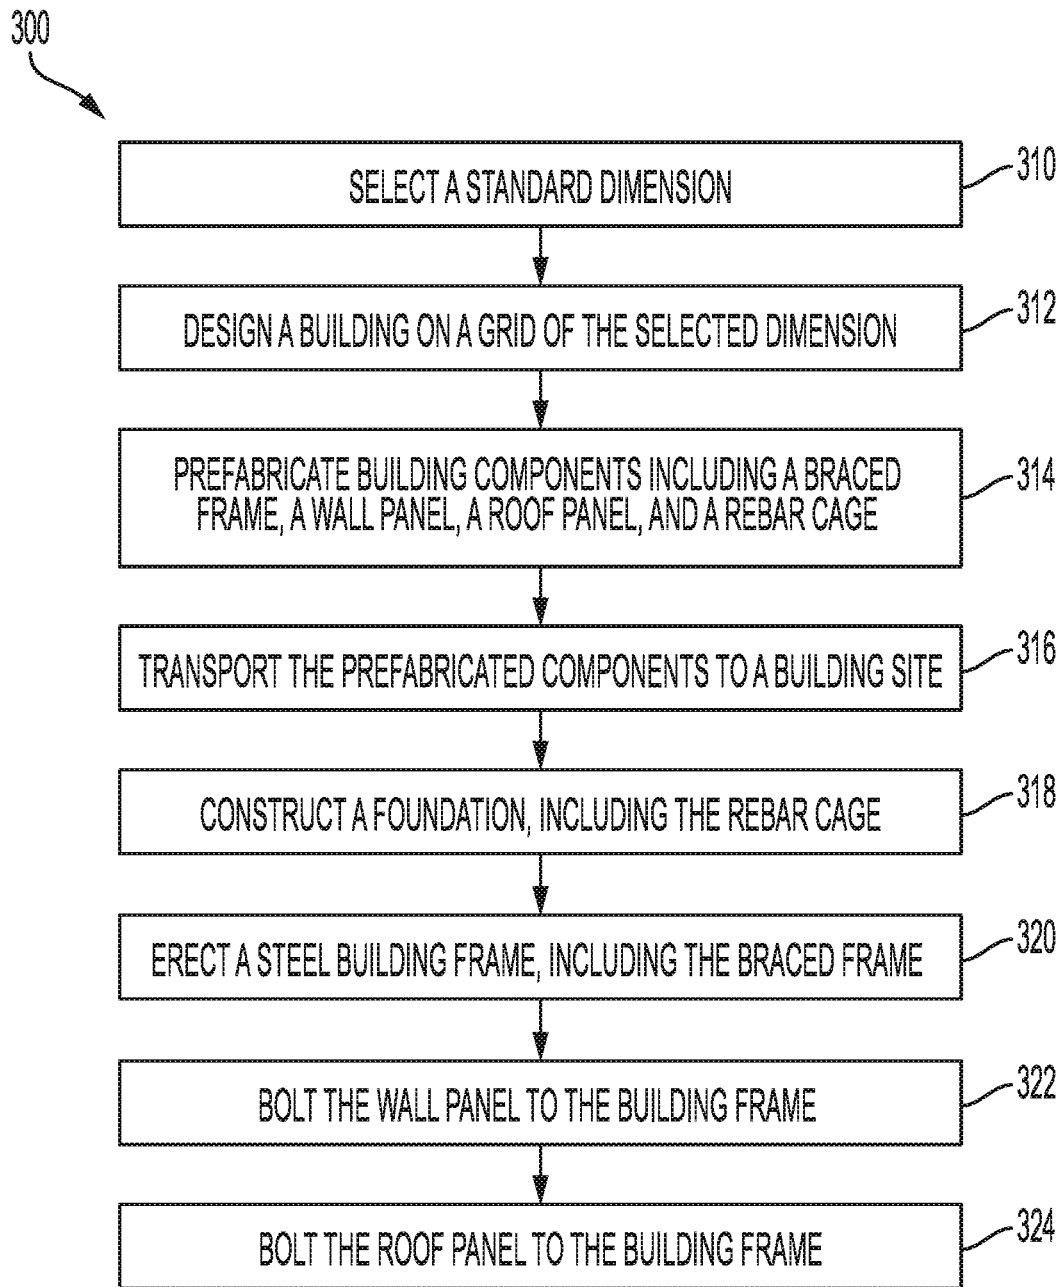 300
SELECT A STANDARD DIMENSION
310
DESIGN A BUILDING ON A GRID OF THE SELECTED DIMENSION
312
PREFABRICATE BUILDING COMPONENTS INCLUDING A BRACED
FRAME, A WALL PANEL, A ROOF PANEL, AND A REBAR CAGE
314
TRANSPORT THE PREFABRICATED COMPONENTS TO A BUILDING SITE
316
CONSTRUCT A FOUNDATION, INCLUDING THE REBAR CAGE
318
ERECT A STEEL BUILDING FRAME, INCLUDING THE BRACED FRAME
320
BOLT THE WALL PANEL TO THE BUILDING FRAME
322
BOLT THE ROOF PANEL TO THE BUILDING FRAME
324